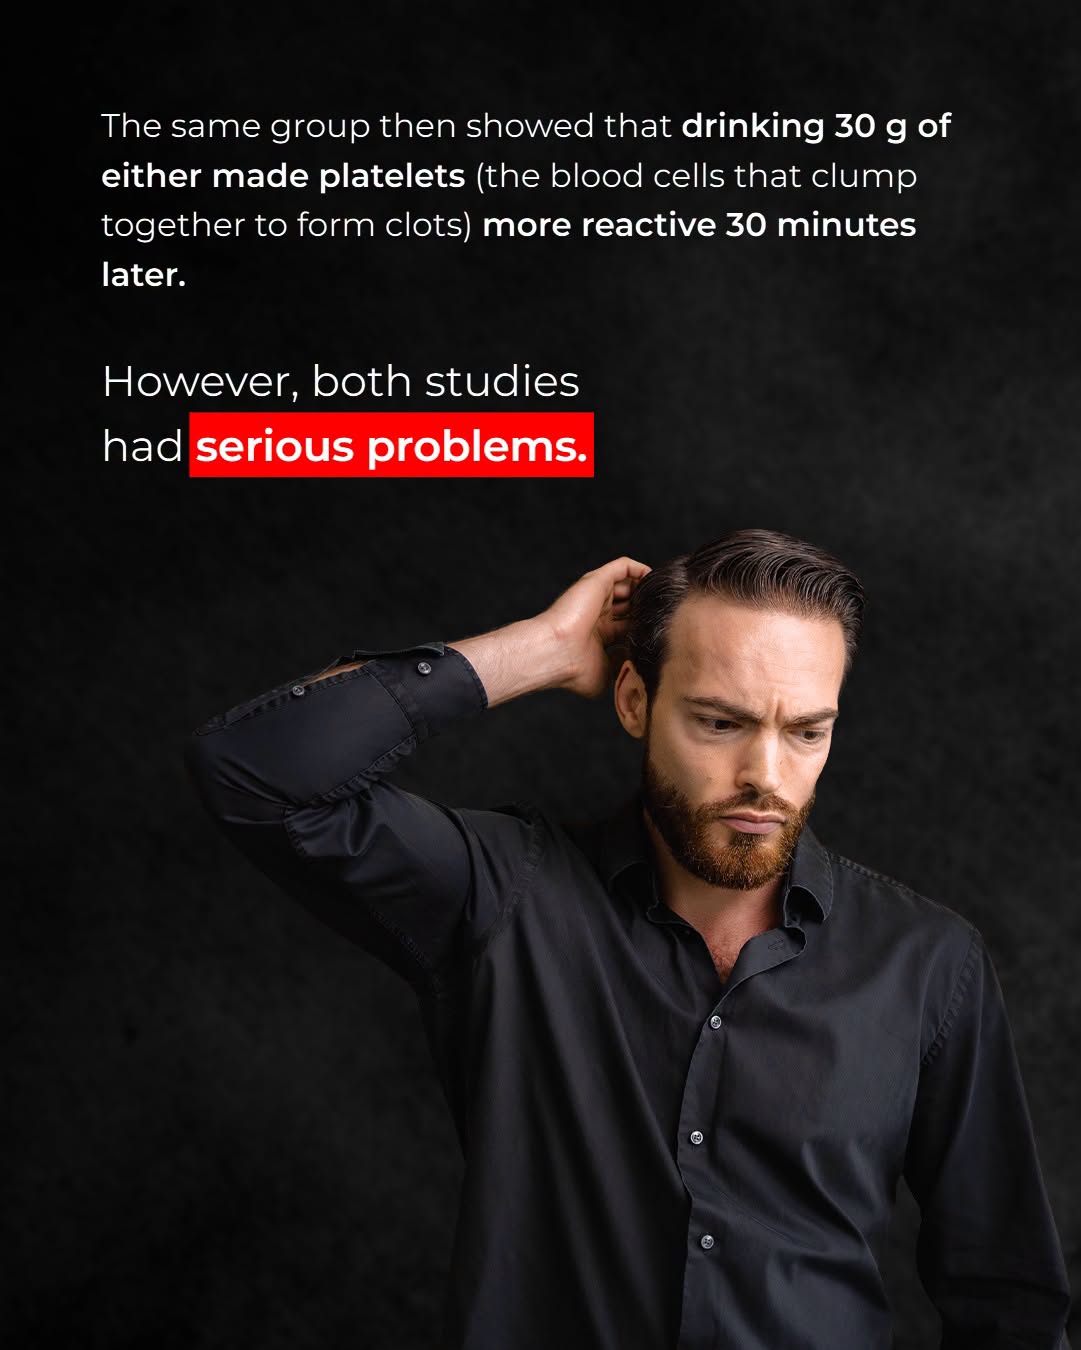 The same group then showed that drinking 30 g of
either made platelets (the blood cells that clump
together to form clots) more reactive 30 minutes
later.
However, both studies
had serious problems.